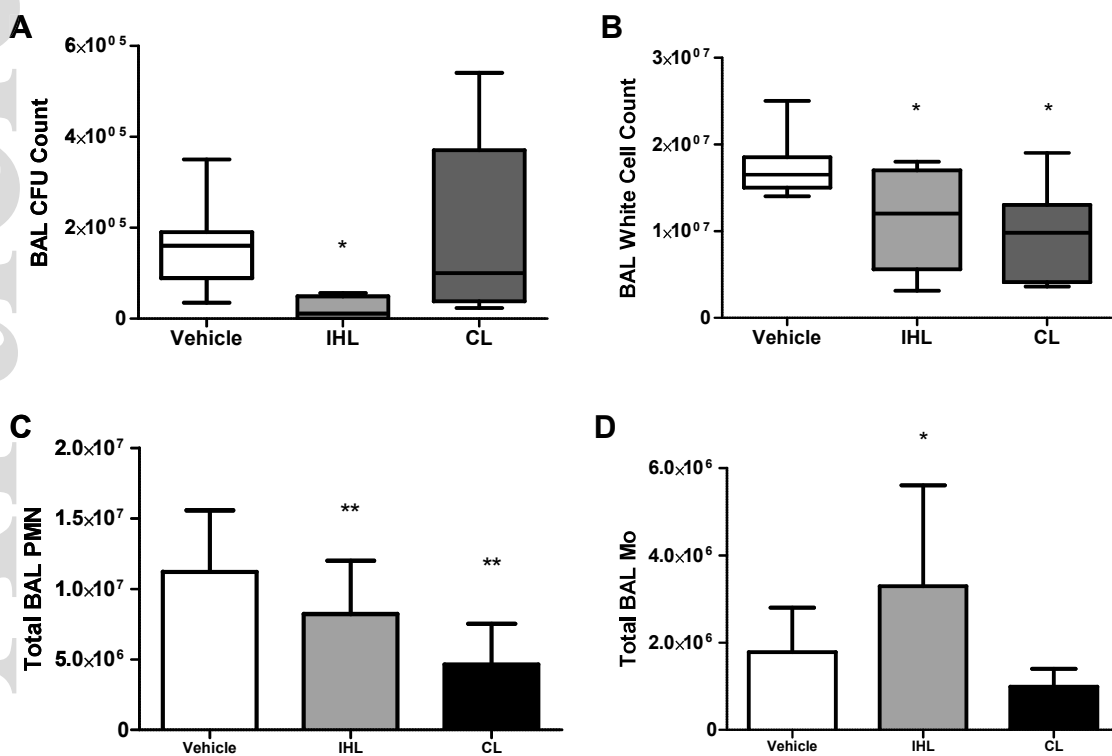 A
BAL CFU Count
6×10⁰⁵
4×10⁰⁵
2×10⁰⁵
0
*
Vehicle IHL CL
B
BAL White Cell Count
3×10⁰⁷
2×10⁰⁷
1×10⁰⁷
0
* *
Vehicle IHL CL
C
Total BAL PMN
2.0×10⁷
1.5×10⁷
1.0×10⁷
5.0×10⁶
0
** **
Vehicle IHL CL
D
Total BAL Mo
6.0×10⁶
4.0×10⁶
2.0×10⁶
0
*
Vehicle IHL CL